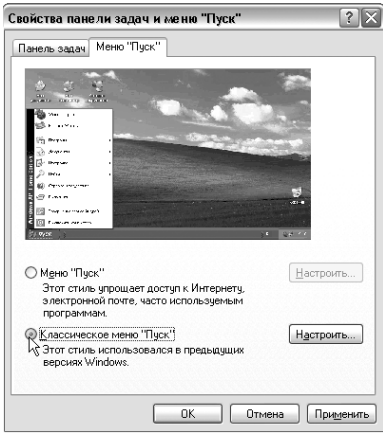 Свойства панели задач и меню "Пуск"
Панель задач Меню "Пуск"
Меню "Пуск"
Настроить...
Этот стиль упрощает доступ к Интернету,
электронной почте, часто используемым
программам.
Классическое меню "Пуск"
Настроить...
Этот стиль использовался в предыдущих
версиях Windows.
OK Отмена Применить